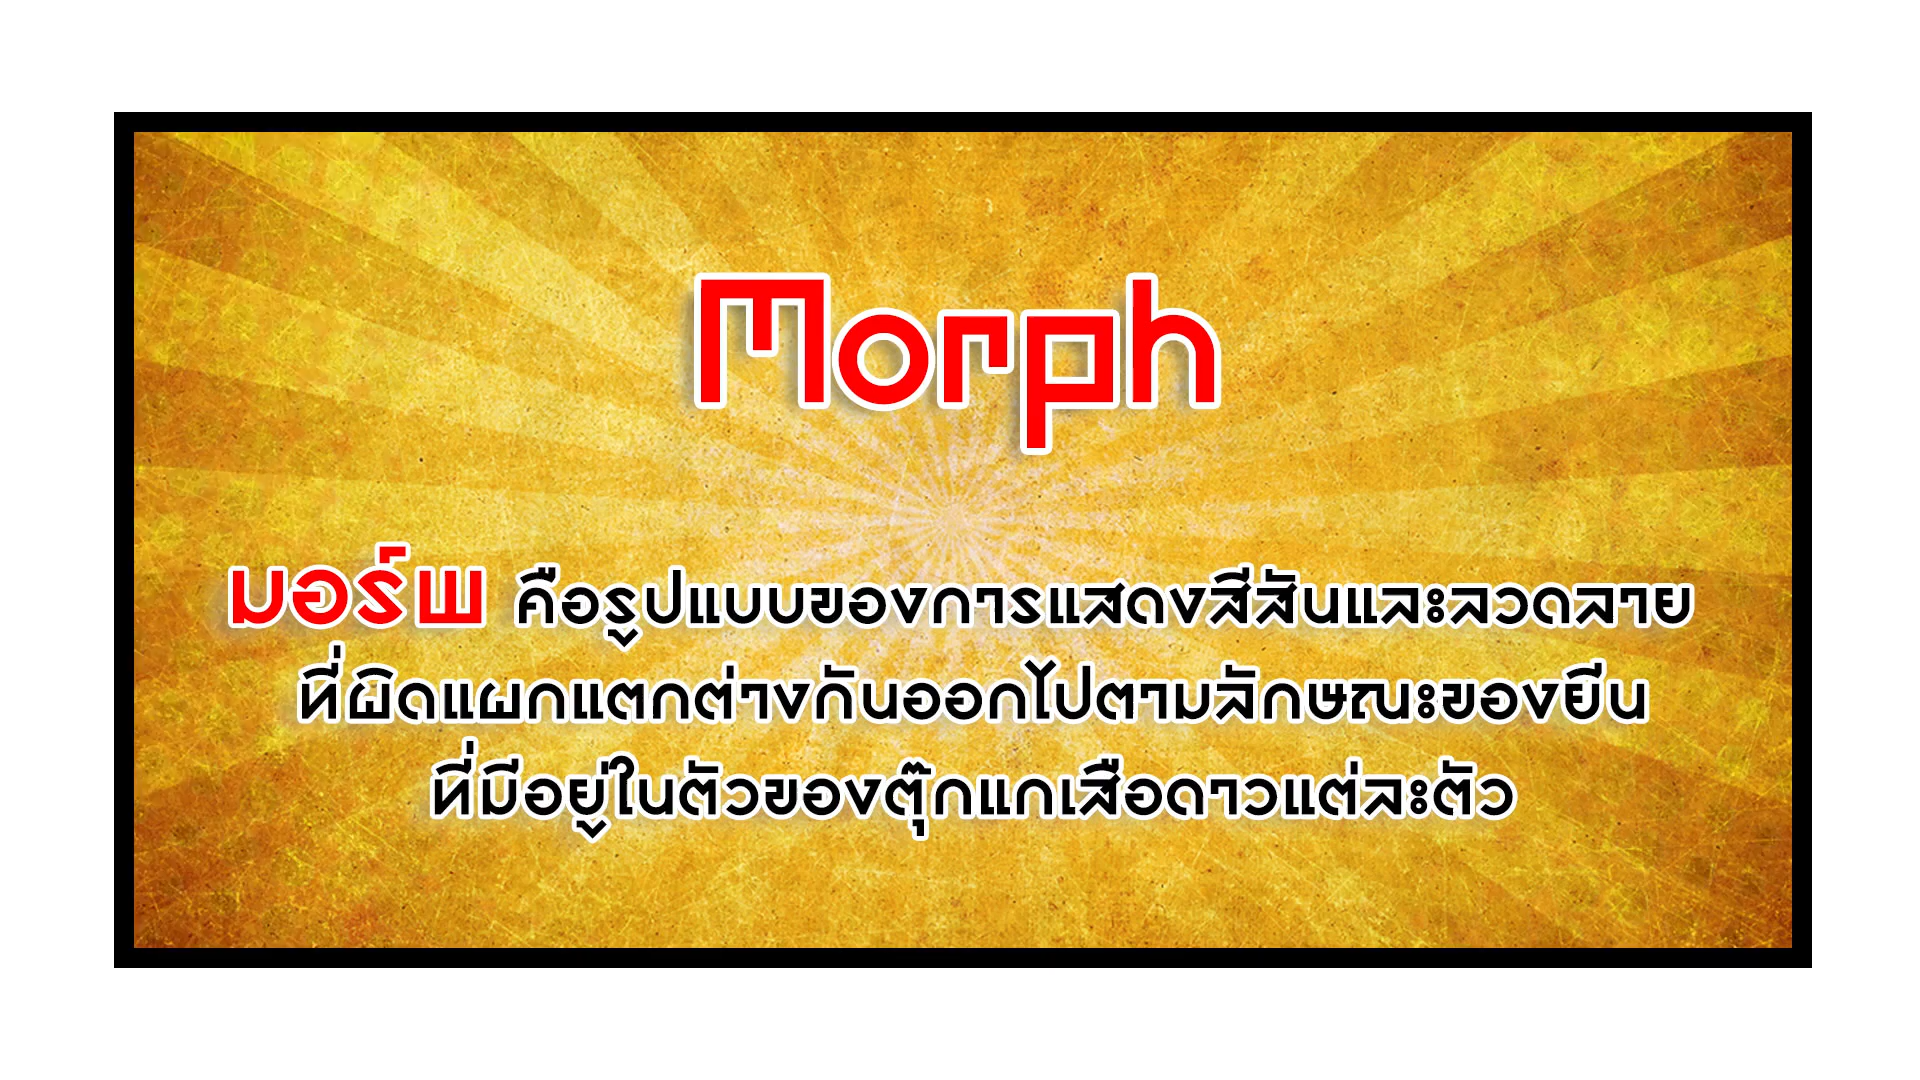 Morph
มอร์พ คือรูปแบบของการแสดงสีสันและลวดลาย
ที่ผิดแผกแตกต่างกันออกไปตามลักษณะของยีน
ที่มีอยู่ในตัวของตุ๊กแกเสือดาวแต่ละตัว